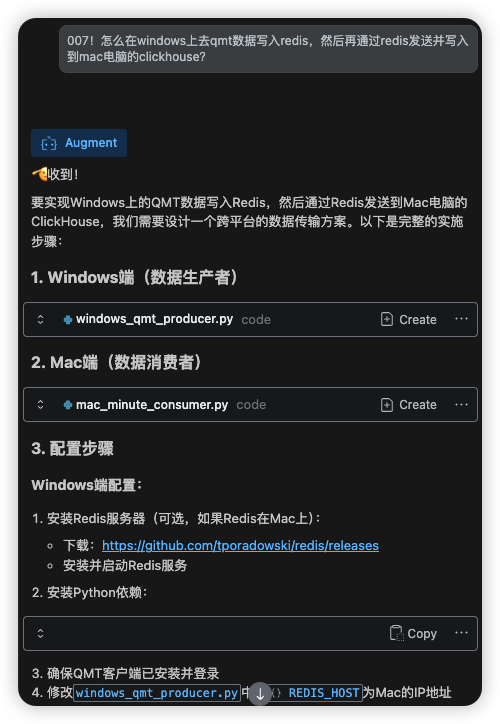 007！怎么在windows上去qmt数据写入redis，然后再通过redis发送并写入
到mac电脑的clickhouse?
Augment
收到！
要实现Windows上的QMT数据写入Redis，然后通过Redis发送到Mac电脑的
ClickHouse，我们需要设计一个跨平台的数据传输方案。以下是完整的实施
步骤：
1. Windows端（数据生产者）
windows_qmt_producer.py code Create ···
2. Mac端（数据消费者）
mac_minute_consumer.py code Create ···
3. 配置步骤
Windows端配置：
1. 安装Redis服务器（可选，如果Redis在Mac上）：
下载：https://github.com/tporadowski/redis/releases
安装并启动Redis服务
2. 安装Python依赖：
Copy ···
3. 确保QMT客户端已安装并登录
4. 修改windows_qmt_producer.py中 {} REDIS_HOST为Mac的IP地址